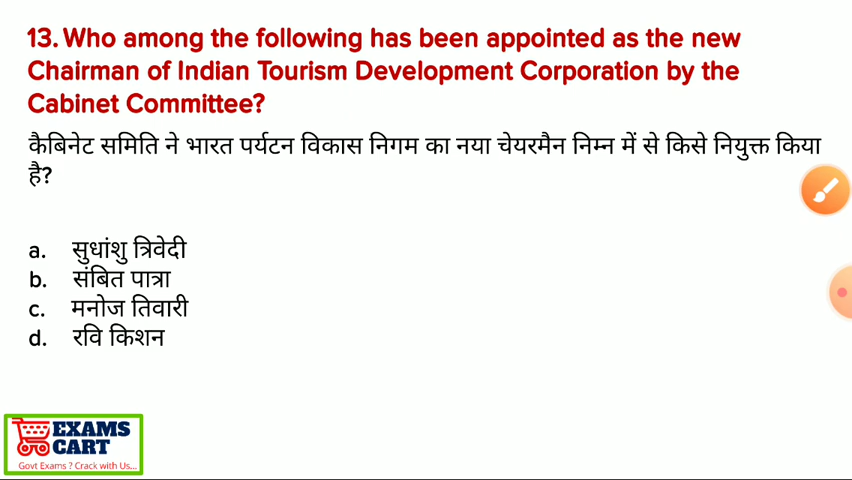 13. Who among the following has been appointed as the new
Chairman of Indian Tourism Development Corporation by the
Cabinet Committee?
कैबिनेट समिति ने भारत पर्यटन विकास निगम का नया चेयरमैन निम्न में से किसे नियुक्त किया
है?
a. सुधांशु त्रिवेदी
b. संबित पात्रा
c. मनोज तिवारी
d. रवि किशन
EXAMS
CART
Govt Exams ? Crack with Us...